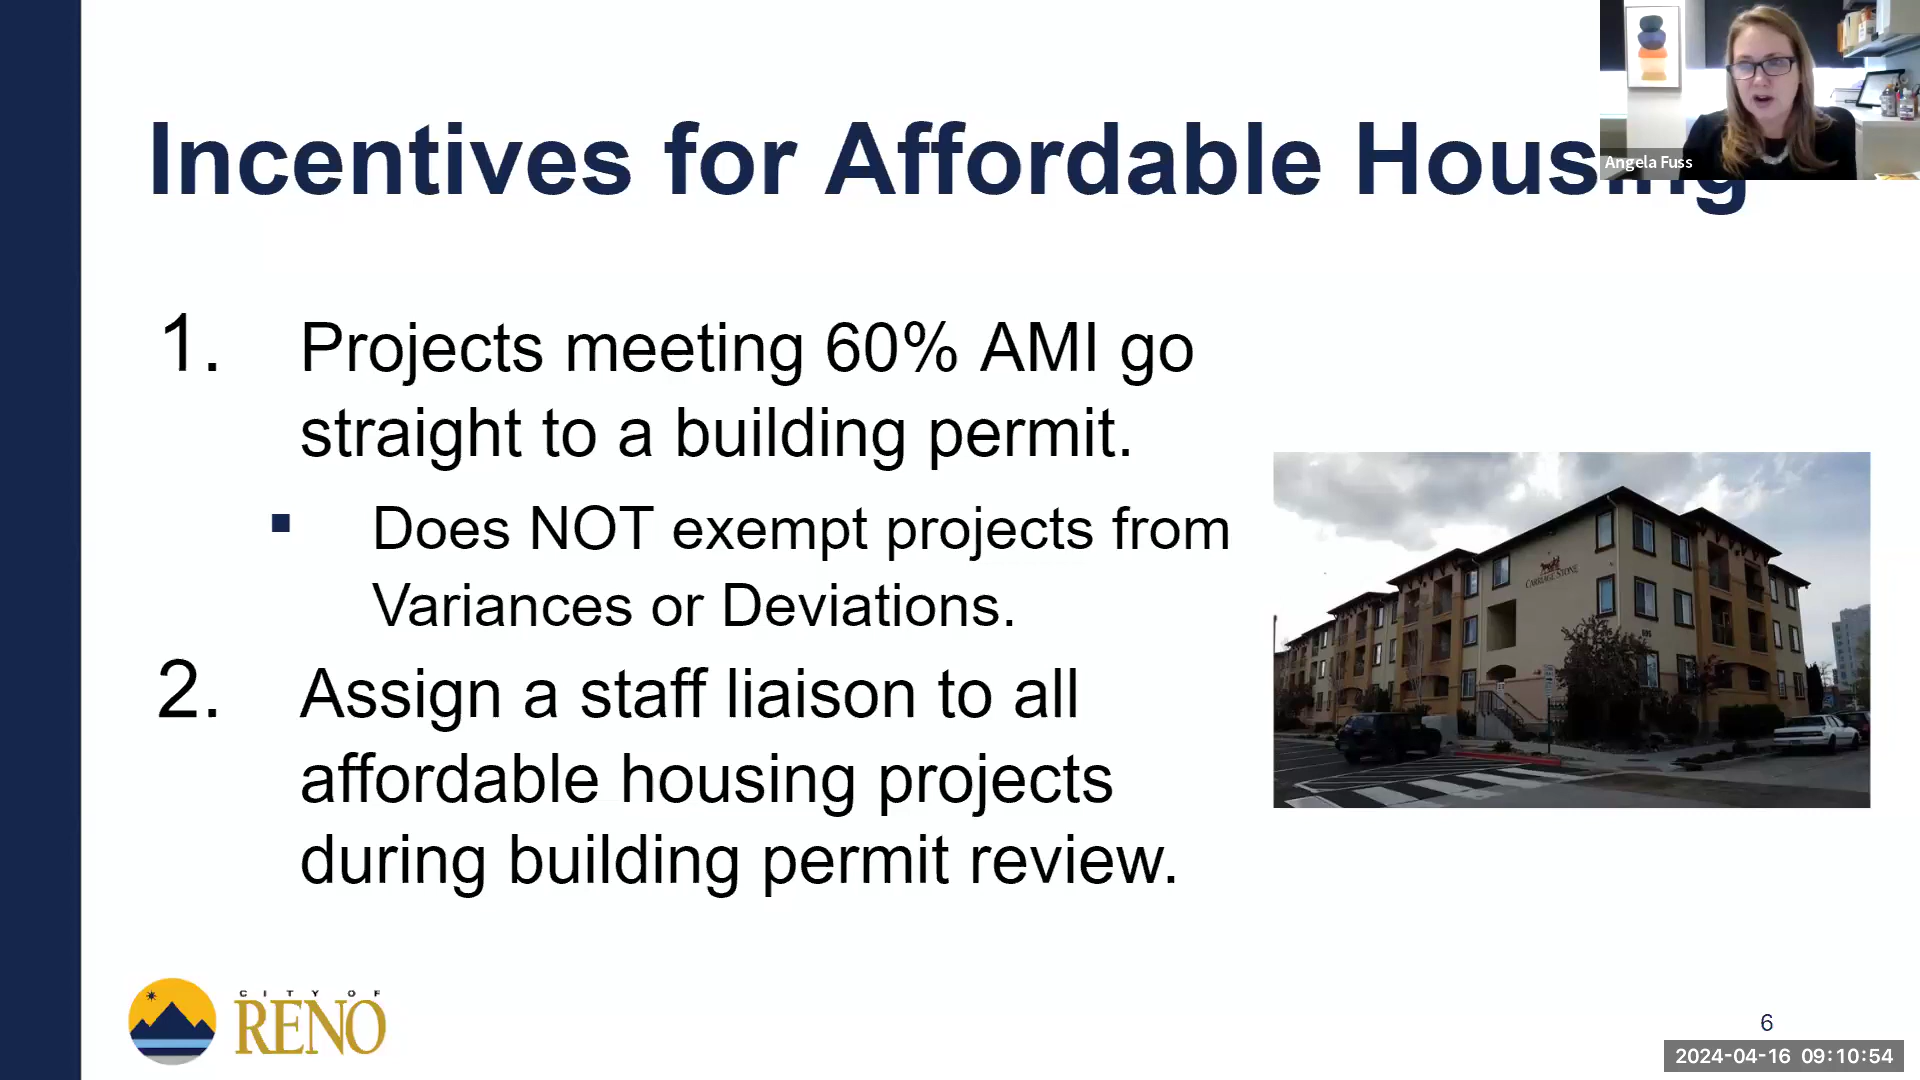 Incentives for Affordable Housing
Angela Fuss
1. Projects meeting 60% AMI go
straight to a building permit.
▪ Does NOT exempt projects from
Variances or Deviations.
2. Assign a staff liaison to all
affordable housing projects
during building permit review.
CARRIAGE STONE
CITY OF
RENO
6
2024-04-16 09:10:54